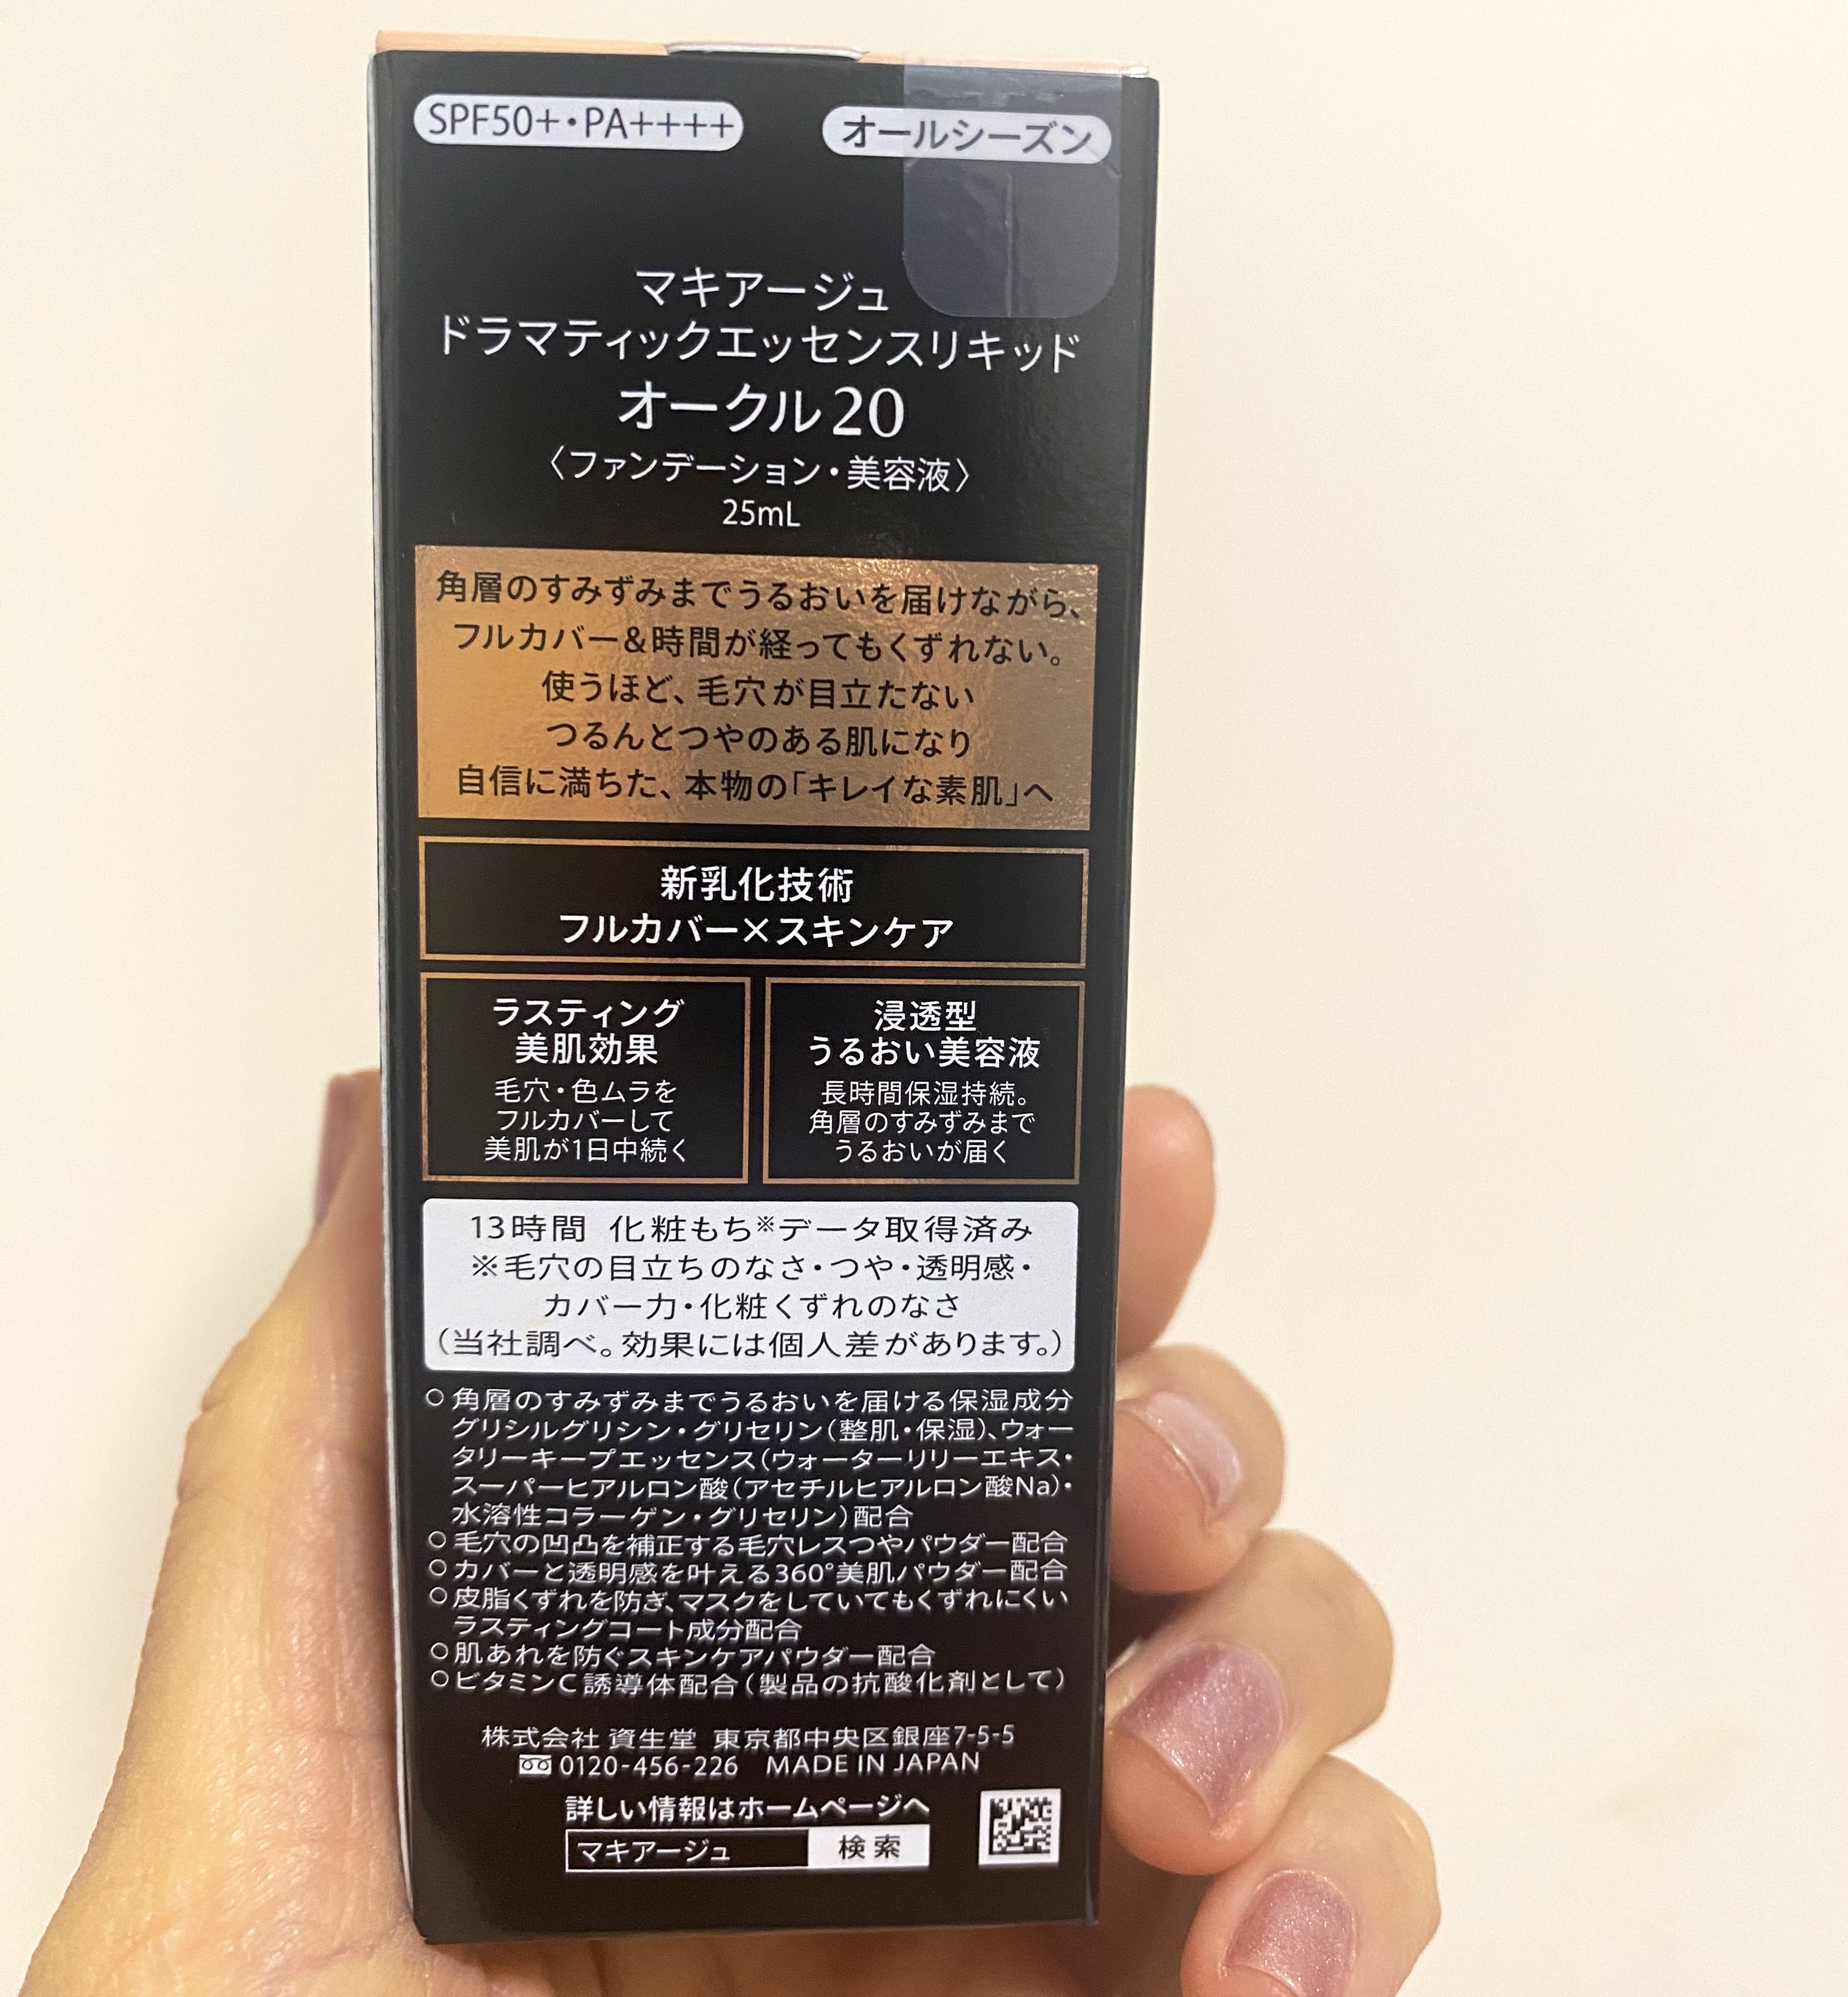 SPF50+・PA++++
オールシーズン
マキアージュ
ドラマティックエッセンスリキッド
オークル20
〈ファンデーション・美容液〉
25mL
角層のすみずみまでうるおいを届けながら、
フルカバー&時間が経ってもくずれない。
使うほど、毛穴が目立たない
つるんとつやのある肌になり
自信に満ちた、本物の「キレイな素肌」へ
新乳化技術
フルカバー×スキンケア
ラスティング
美肌効果
毛穴・色ムラを
フルカバーして
美肌が1日中続く
浸透型
うるおい美容液
長時間保湿持続。
角層のすみずみまで
うるおいが届く
13時間 化粧もち※データ取得済み
※毛穴の目立ちのなさ・つや・透明感・
カバー力・化粧くずれのなさ
(当社調べ。効果には個人差があります。)
○角層のすみずみまでうるおいを届ける保湿成分
グリシルグリシン・グリセリン(整肌・保湿)、ウォー
タリーキープエッセンス(ウォーターリリーエキス・
スーパーヒアルロン酸(アセチルヒアルロン酸Na)・
水溶性コラーゲン・グリセリン)配合
○毛穴の凹凸を補正する毛穴レスつやパウダー配合
○カバーと透明感を叶える360°美肌パウダー配合
○皮脂くずれを防ぎ、マスクをしていてもくずれにくい
ラスティングコート成分配合
○肌あれを防ぐスキンケアパウダー配合
○ビタミンC誘導体配合(製品の抗酸化剤として)
株式会社 資生堂 東京都中央区銀座7-5-5
0120-456-226 MADE IN JAPAN
詳しい情報はホームページへ
マキアージュ 検索